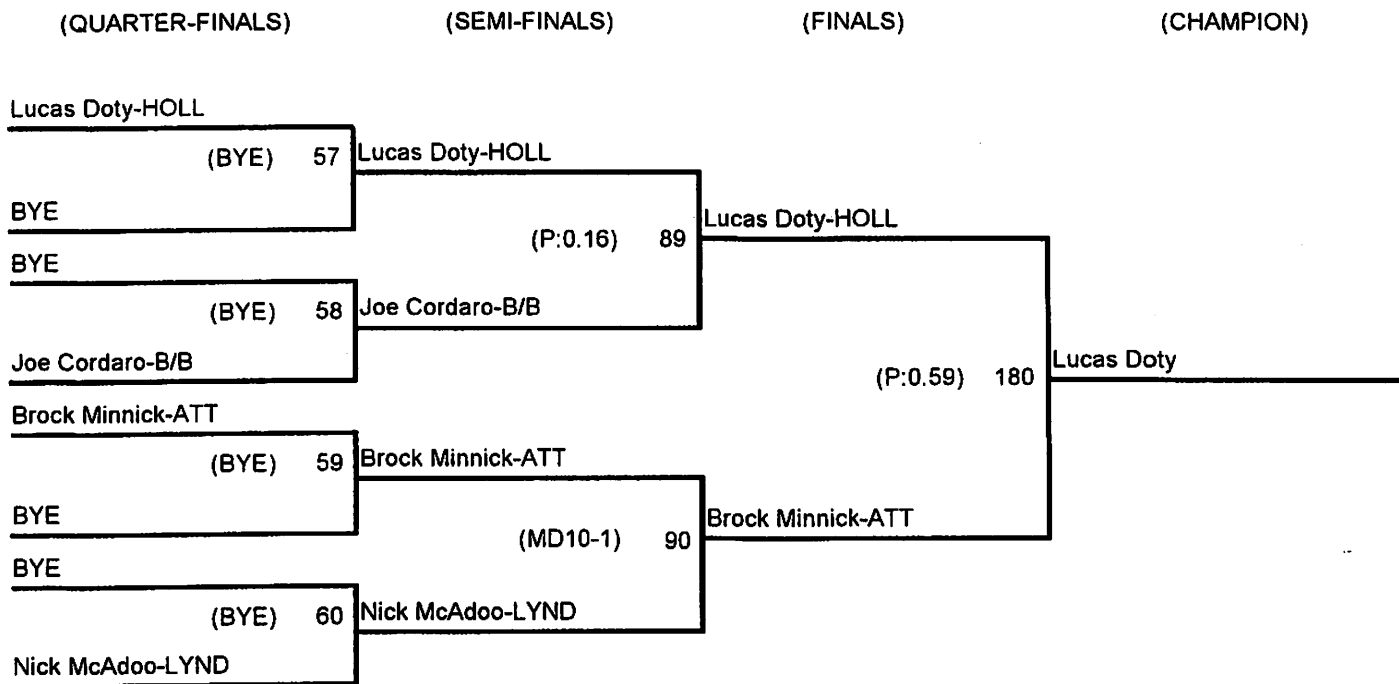 (QUARTER-FINALS) (SEMI-FINALS) (FINALS) (CHAMPION)
Lucas Doty-HOLL
(BYE) 57 Lucas Doty-HOLL
BYE
(P:0.16) 89 Lucas Doty-HOLL
BYE
(BYE) 58 Joe Cordaro-B/B
Joe Cordaro-B/B
(P:0.59) 180 Lucas Doty
Brock Minnick-ATT
(BYE) 59 Brock Minnick-ATT
BYE
(MD10-1) 90 Brock Minnick-ATT
BYE
(BYE) 60 Nick McAdoo-LYND
Nick McAdoo-LYND